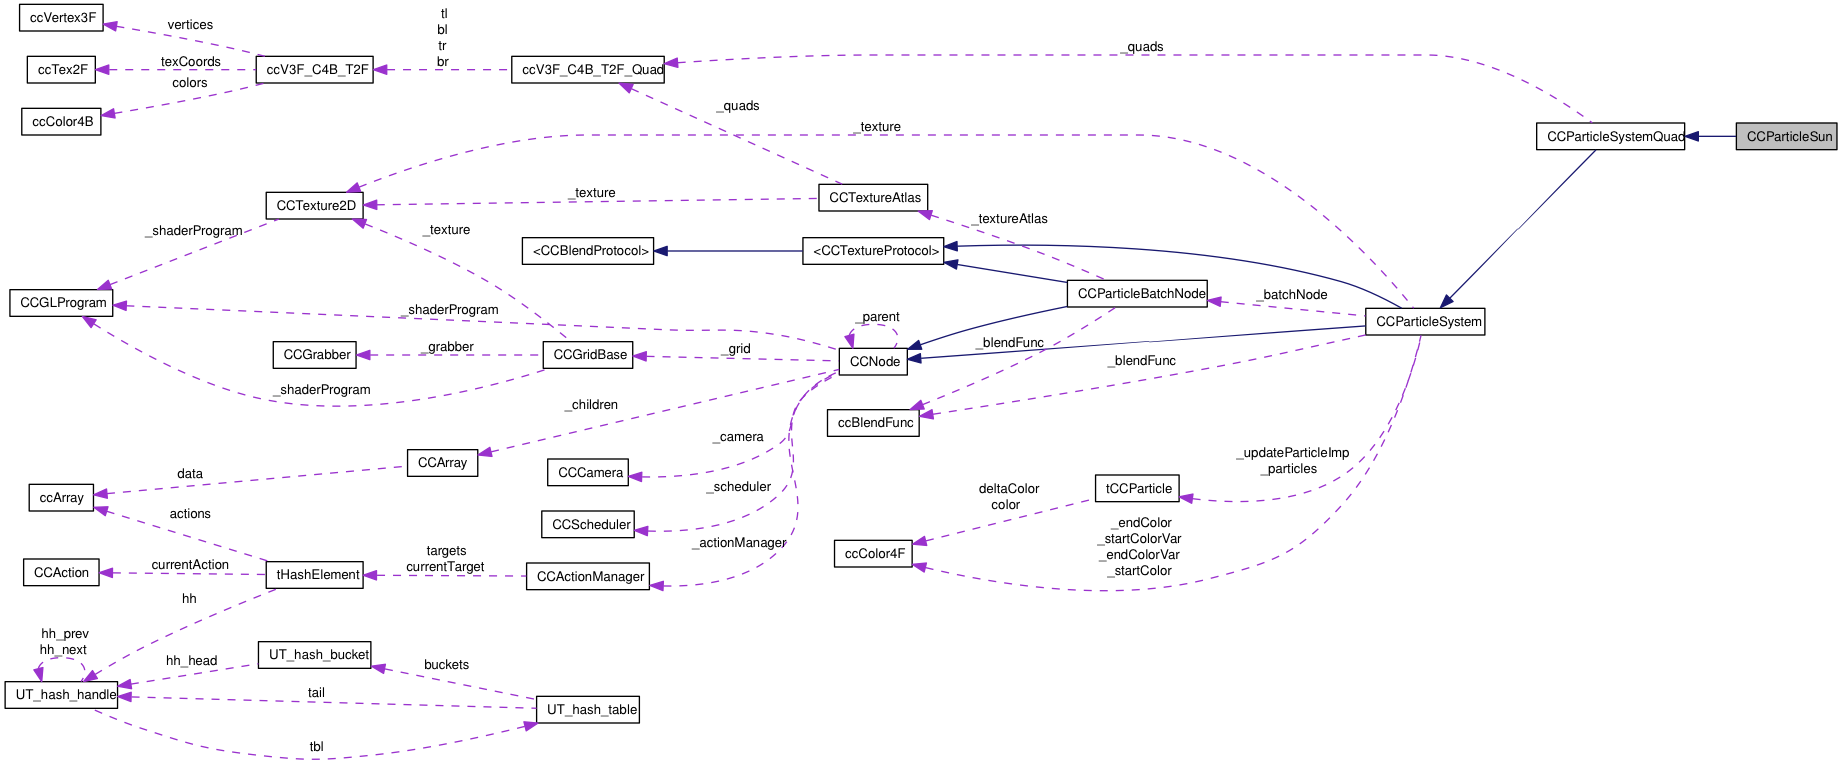 ccVertex3F
vertices
tl
bl
tr
br
_quads
ccTex2F
texCoords
ccV3F_C4B_T2F
ccV3F_C4B_T2F_Quad
colors
ccColor4B
_quads
_texture
CCParticleSystemQuad
CCParticleSun
CCTexture2D
_texture
CCTextureAtlas
_shaderProgram
_texture
_textureAtlas
<CCBlendProtocol>
<CCTextureProtocol>
CCGLProgram
_shaderProgram
_parent
CCParticleBatchNode
_batchNode
CCParticleSystem
CCGrabber
_grabber
CCGridBase
_grid
CCNode
_blendFunc
_blendFunc
_shaderProgram
_children
ccBlendFunc
_camera
CCArray
data
CCCamera
_updateParticleImp
_particles
ccArray
_scheduler
deltaColor
color
tCCParticle
actions
CCScheduler
_endColor
_startColorVar
_endColorVar
_startColor
_actionManager
ccColor4F
CCAction
currentAction
tHashElement
targets
currentTarget
CCActionManager
hh
hh_prev
hh_next
hh_head
UT_hash_bucket
buckets
UT_hash_handle
tail
UT_hash_table
tbl